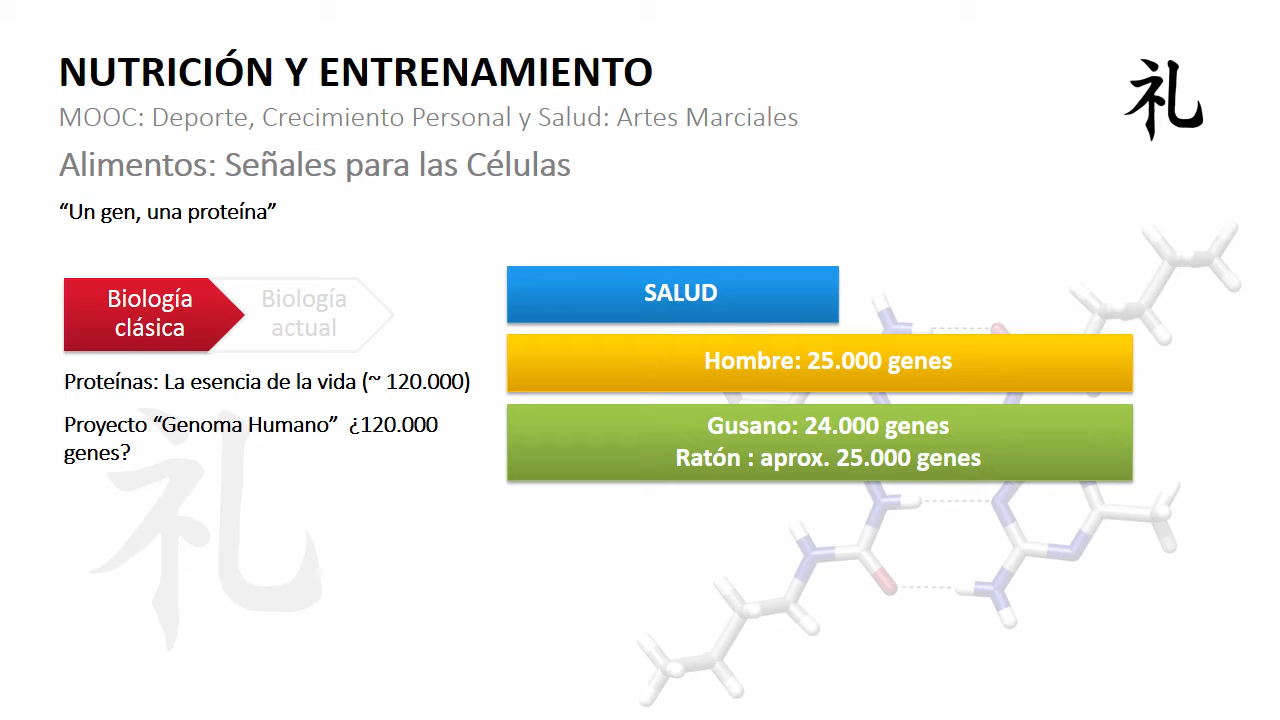 NUTRICIÓN Y ENTRENAMIENTO
礼
MOOC: Deporte, Crecimiento Personal y Salud: Artes Marciales
Alimentos: Señales para las Células
“Un gen, una proteína”
Biología
clásica
Biología
actual
Proteínas: La esencia de la vida (~ 120.000)
Proyecto “Genoma Humano” ¿120.000
genes?
SALUD
Hombre: 25.000 genes
Gusano: 24.000 genes
Ratón : aprox. 25.000 genes
礼